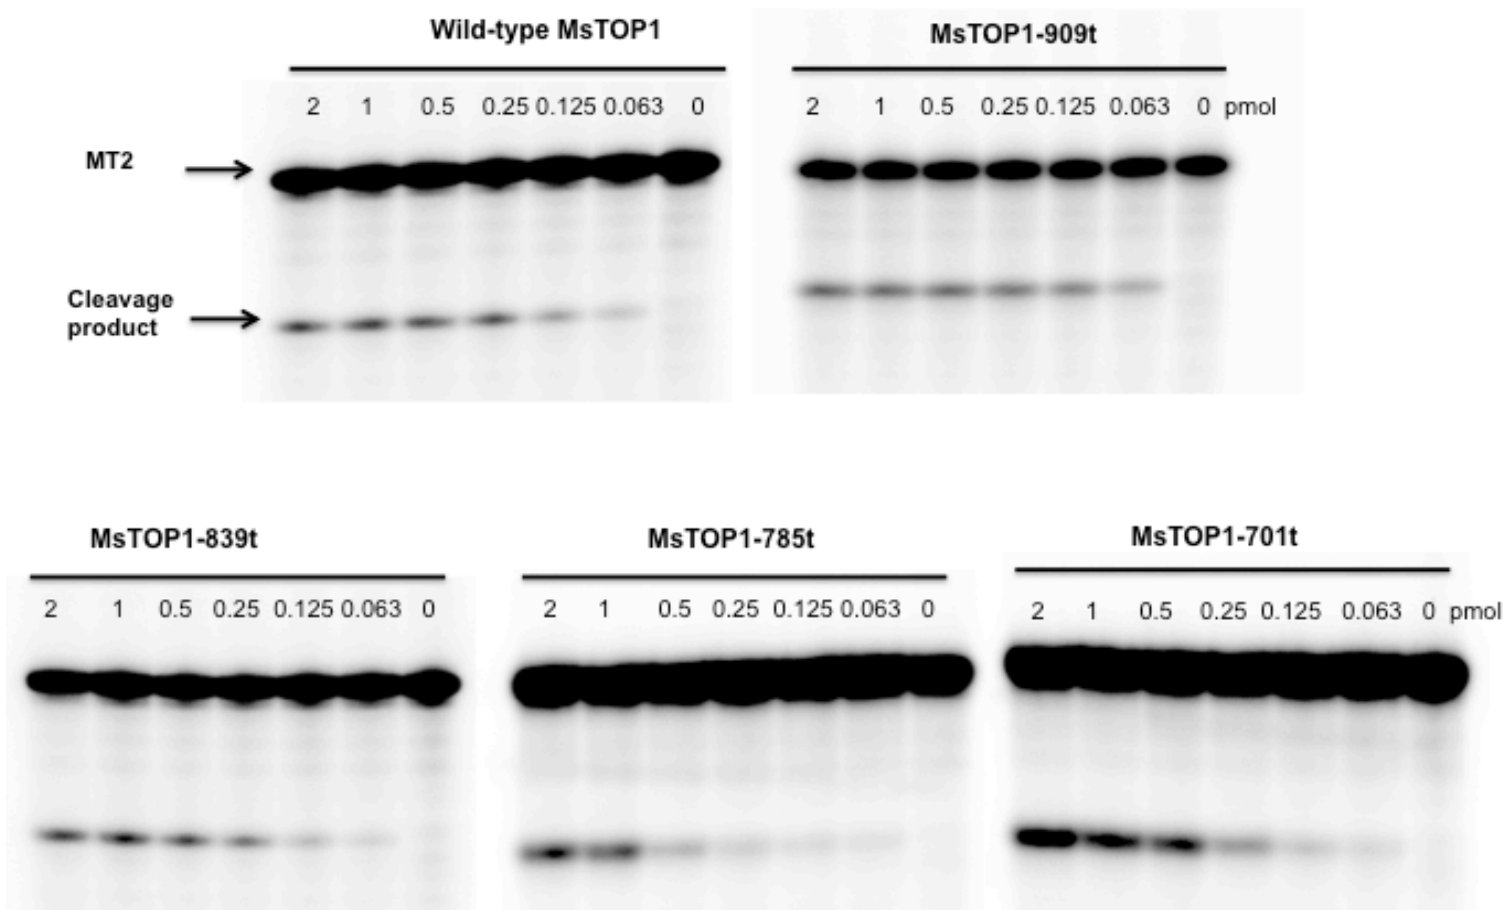 Wild-type MsTOP1
MsTOP1-909t
2 1 0.5 0.25 0.125 0.063 0
2 1 0.5 0.25 0.125 0.063 0 pmol
MT2
Cleavage
product
MsTOP1-839t
MsTOP1-785t
MsTOP1-701t
2 1 0.5 0.25 0.125 0.063 0
2 1 0.5 0.25 0.125 0.063 0
2 1 0.5 0.25 0.125 0.063 0 pmol